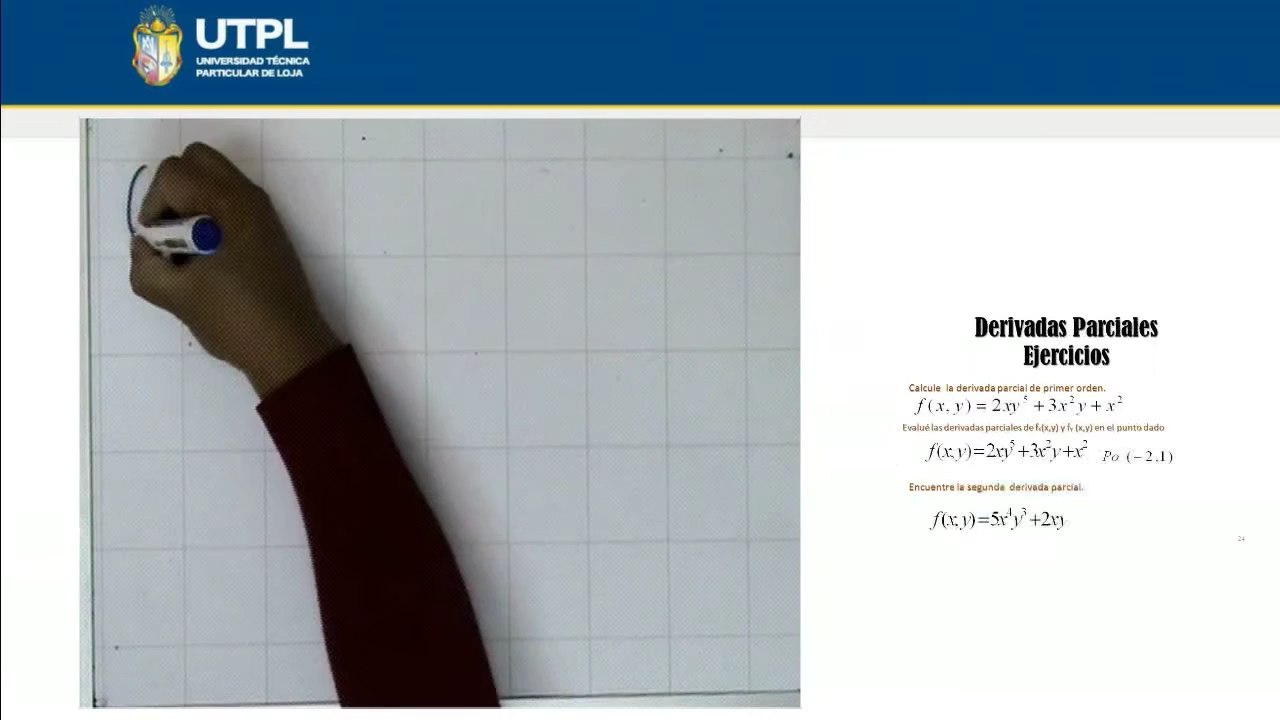 UTPL
UNIVERSIDAD TÉCNICA
PARTICULAR DE LOJA
Derivadas Parciales
Ejercicios
Calcule la derivada parcial de primer orden.
f(x, y) = 2xy⁵ + 3x²y + x²
Evalué las derivadas parciales de fₓ(x,y) y fᵧ (x,y) en el punto dado
f(x,y)=2xy⁵+3x²y+x² Po (−2,1)
Encuentre la segunda derivada parcial.
f(x,y)=5x⁴y³+2xy
24